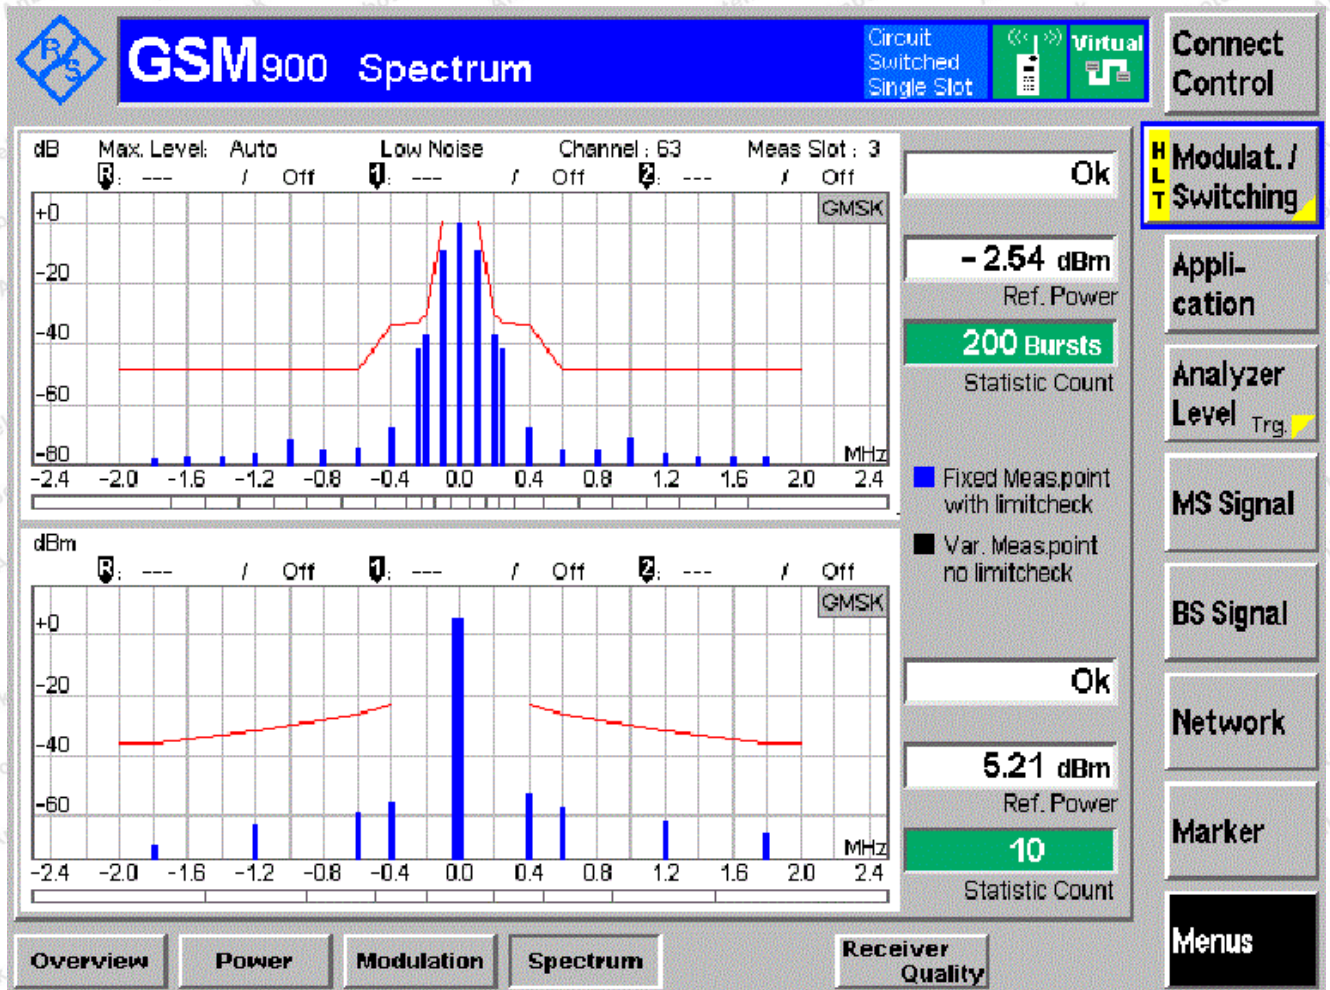 R S
GSM900 Spectrum
Circuit
Switched
Single Slot
Virtual
Connect
Control
dB Max. Level: Auto Low Noise Channel : 63 Meas Slot : 3
R : --- / Off 1 : --- / Off 2 : --- / Off
GMSK
+0
-20
-40
-60
-80
MHz
-2.4 -2.0 -1.6 -1.2 -0.8 -0.4 0.0 0.4 0.8 1.2 1.6 2.0 2.4
Ok
-2.54 dBm
Ref. Power
200 Bursts
Statistic Count
Fixed Meas.point
with limitcheck
Var. Meas.point
no limitcheck
dBm
R : --- / Off 1 : --- / Off 2 : --- / Off
GMSK
+0
-20
-40
-60
MHz
-2.4 -2.0 -1.6 -1.2 -0.8 -0.4 0.0 0.4 0.8 1.2 1.6 2.0 2.4
Ok
5.21 dBm
Ref. Power
10
Statistic Count
HLT
Modulat. /
Switching
Appli-
cation
Analyzer
Level Trg.
MS Signal
BS Signal
Network
Marker
Menus
Overview Power Modulation Spectrum
Receiver
Quality